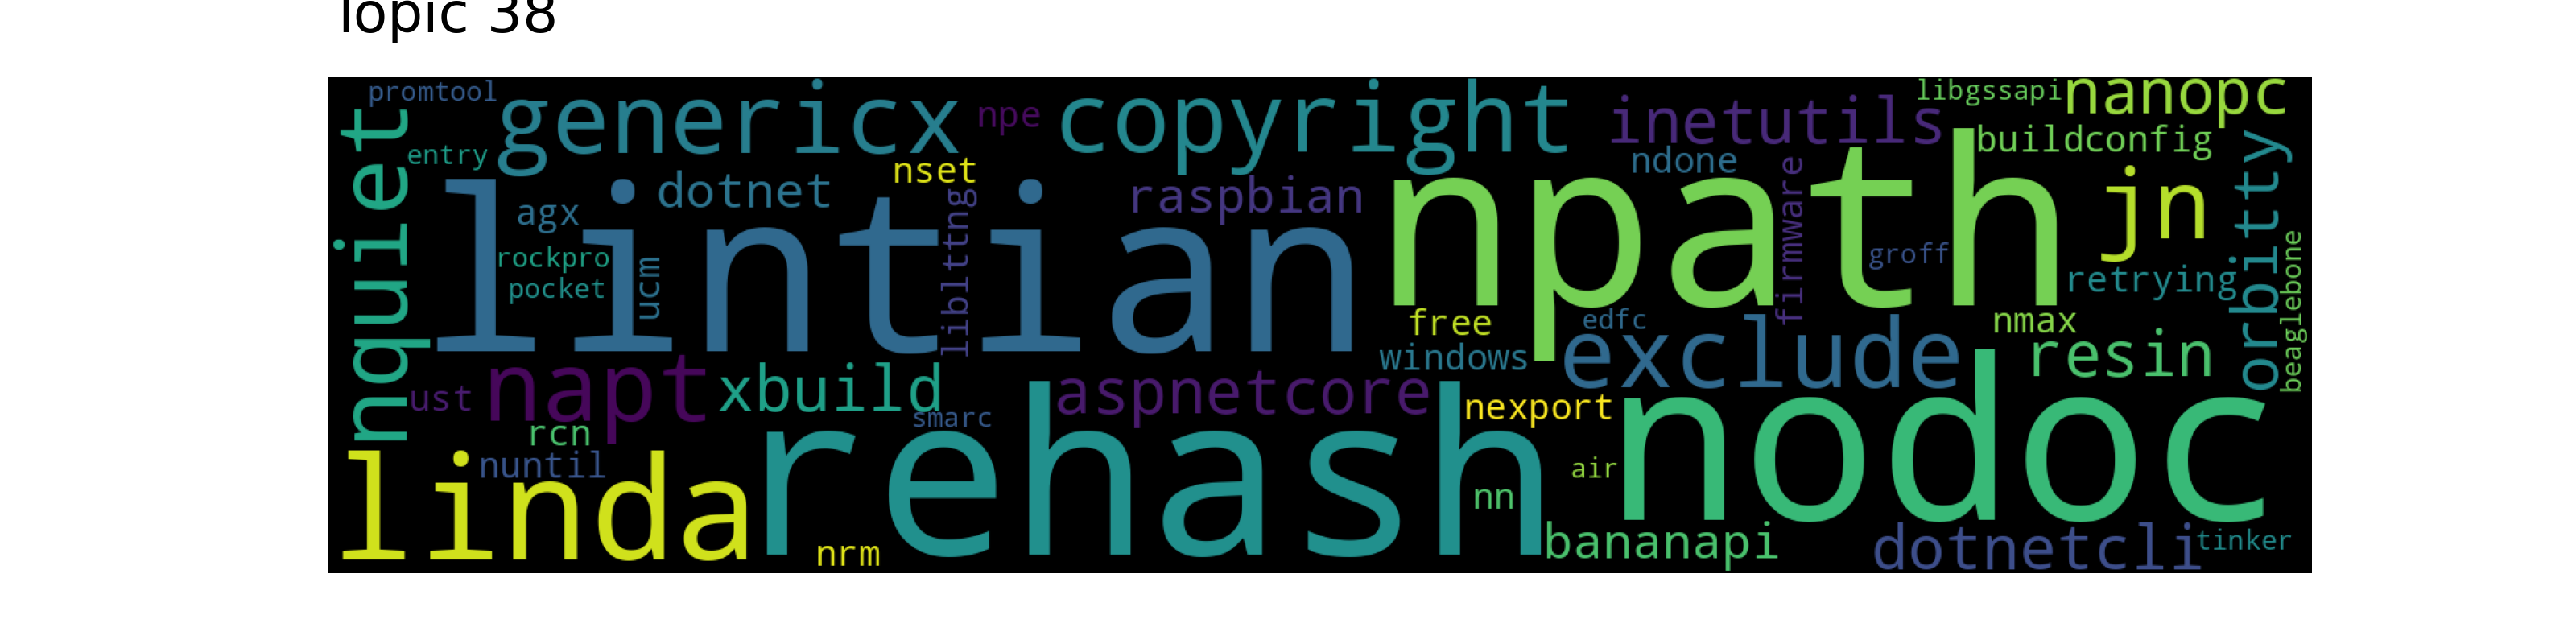 Topic 38
promtool
genericx
npe
copyright
inetutils
libgssapi
nanopc
nquiet
entry
nset
ndone
buildconfig
agx
dotnet
raspbian
firmware
jn
orbitty
lintian
npath
rockpro
pocket
ucm
liblttng
groff
retrying
beaglebone
free
edfc
nmax
windows
exclude
resin
ust
napt
xbuild
smarc
aspnetcore
nexport
rcn
nuntil
linda
rehash
nodoc
air
nn
nrm
bananapi
dotnetcli
tinker